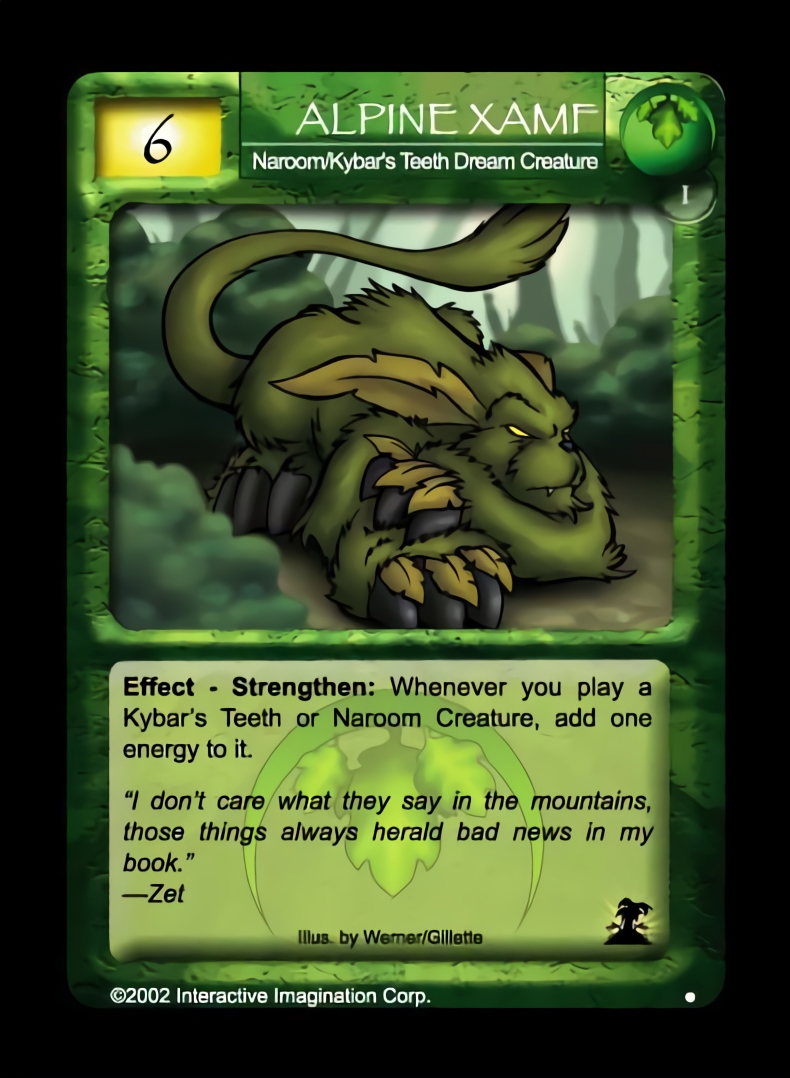 6
ALPINE XAMF
Naroom/Kybar's Teeth Dream Creature
I
Effect - Strengthen: Whenever you play a
Kybar's Teeth or Naroom Creature, add one
energy to it.
“I don't care what they say in the mountains,
those things always herald bad news in my
book.”
—Zet
Illus. by Werner/Gillette
©2002 Interactive Imagination Corp.